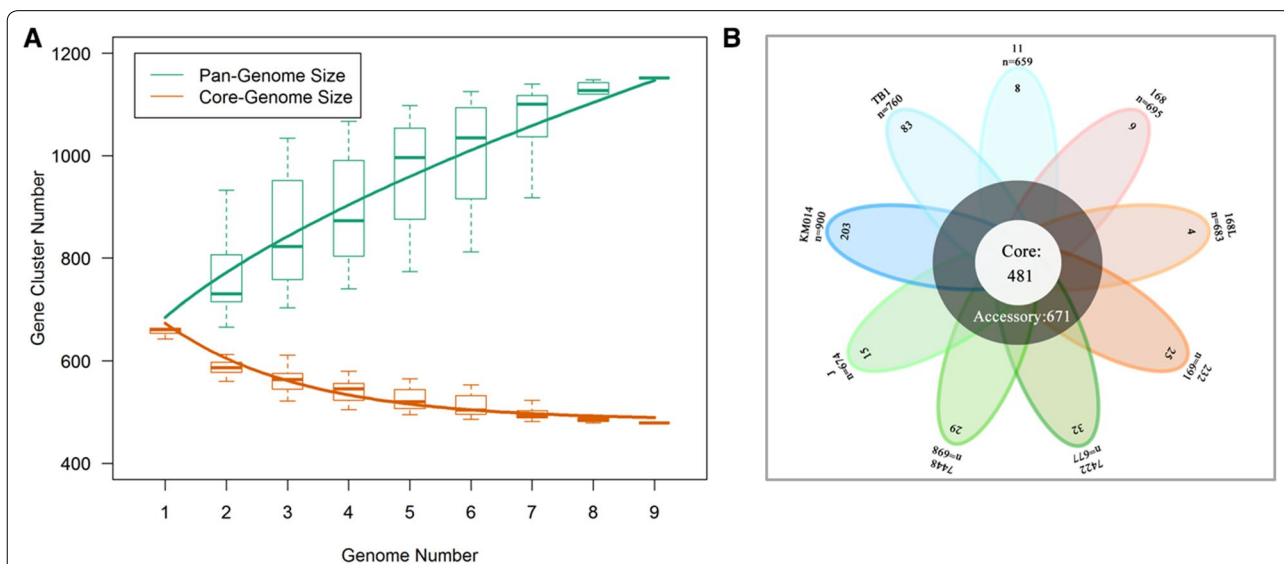 A
Pan-Genome Size
Core-Genome Size
Gene Cluster Number
1200
1000
800
600
400
1 2 3 4 5 6 7 8 9
Genome Number
B
11
n=659
8
168
n=695
9
168L
n=683
4
232
n=691
25
7422
n=677
32
7448
n=698
29
J
n=674
15
KM014
n=900
203
TB1
n=760
83
Core:
481
Accessory:671